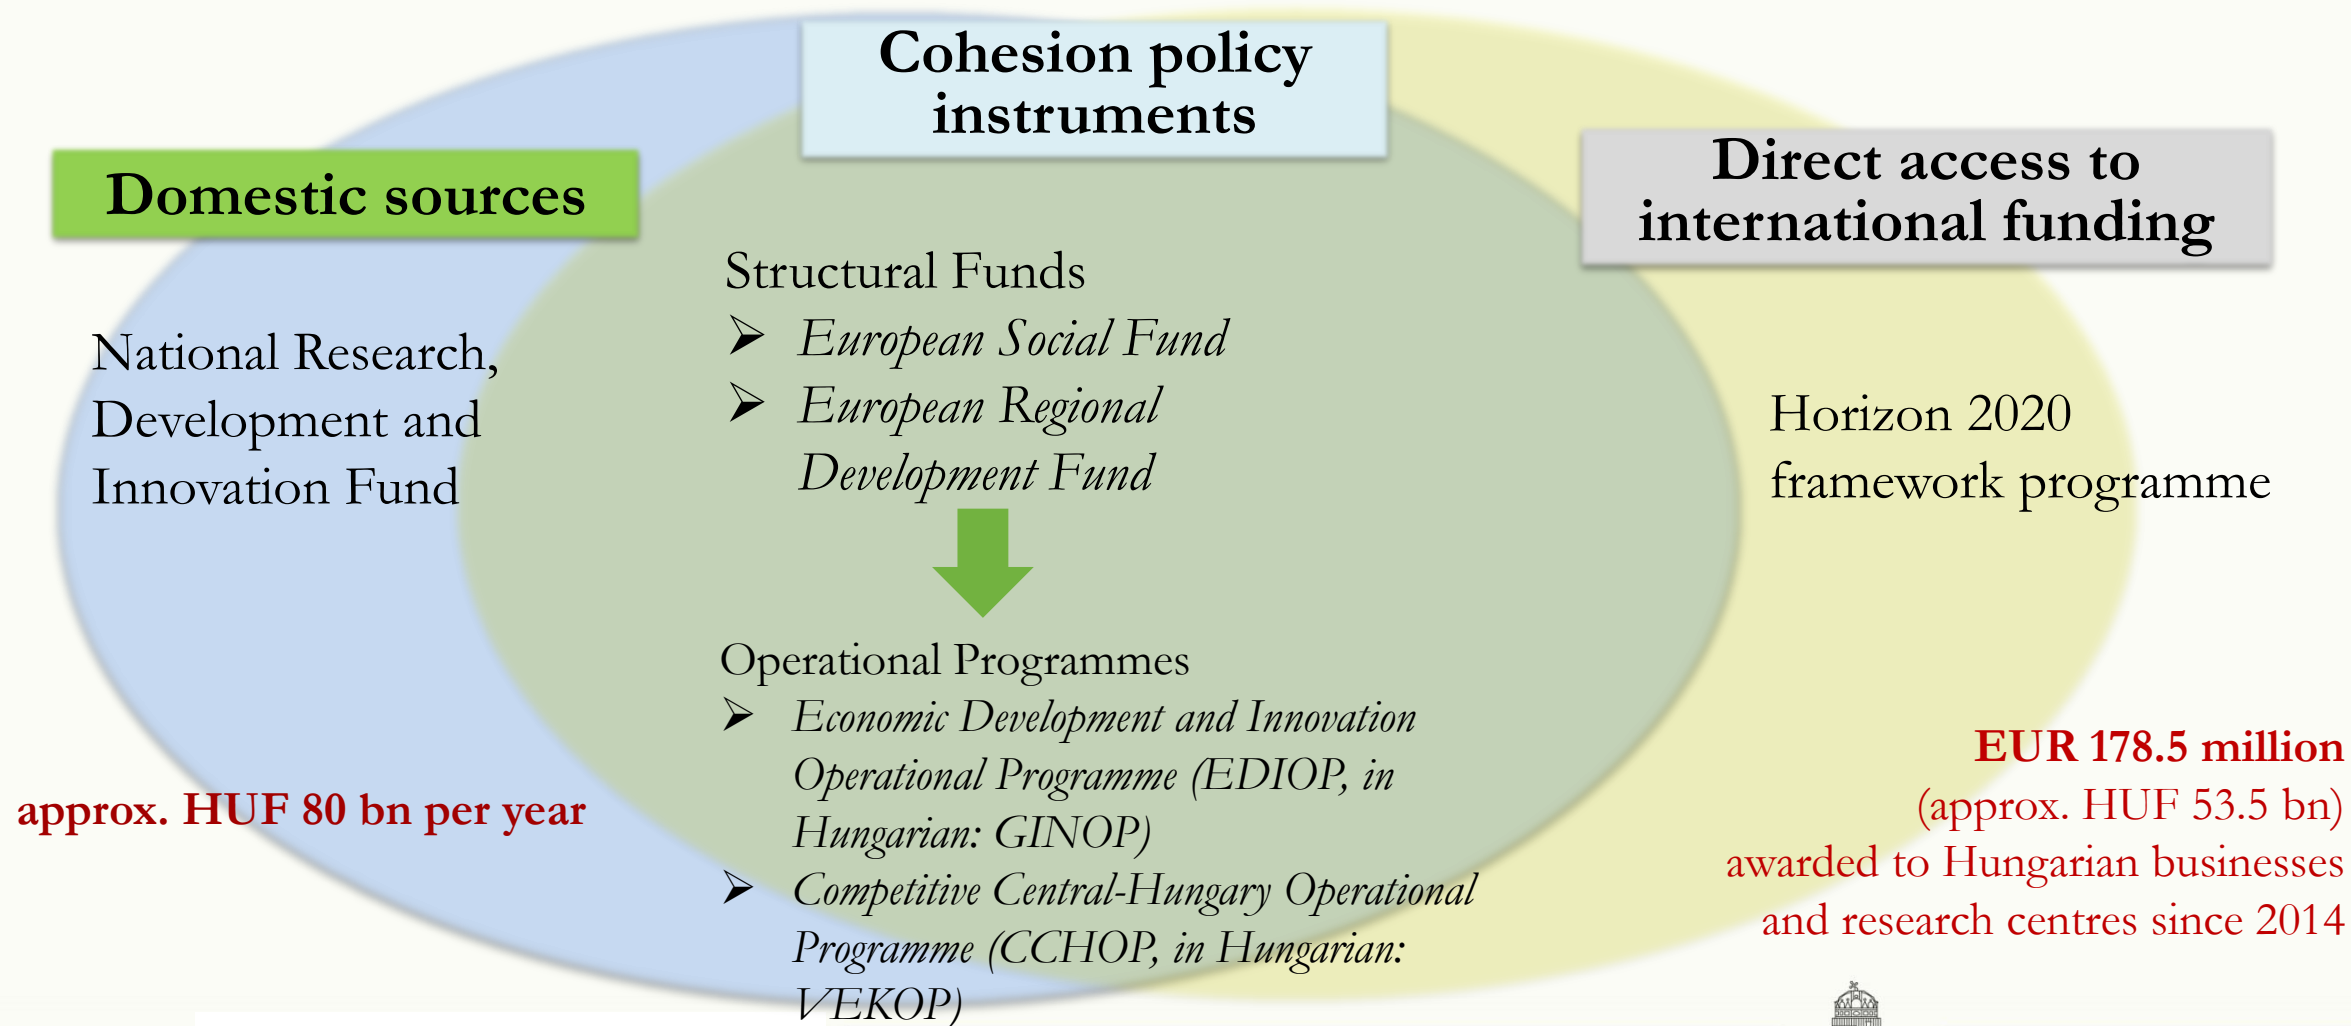 Cohesion policy
instruments
Domestic sources
Direct access to
international funding
National Research,
Development and
Innovation Fund
approx. HUF 80 bn per year
Structural Funds
➢ European Social Fund
➢ European Regional
Development Fund
Operational Programmes
➢ Economic Development and Innovation
Operational Programme (EDIOP, in
Hungarian: GINOP)
➢ Competitive Central-Hungary Operational
Programme (CCHOP, in Hungarian:
VEKOP)
Horizon 2020
framework programme
EUR 178.5 million
(approx. HUF 53.5 bn)
awarded to Hungarian businesses
and research centres since 2014